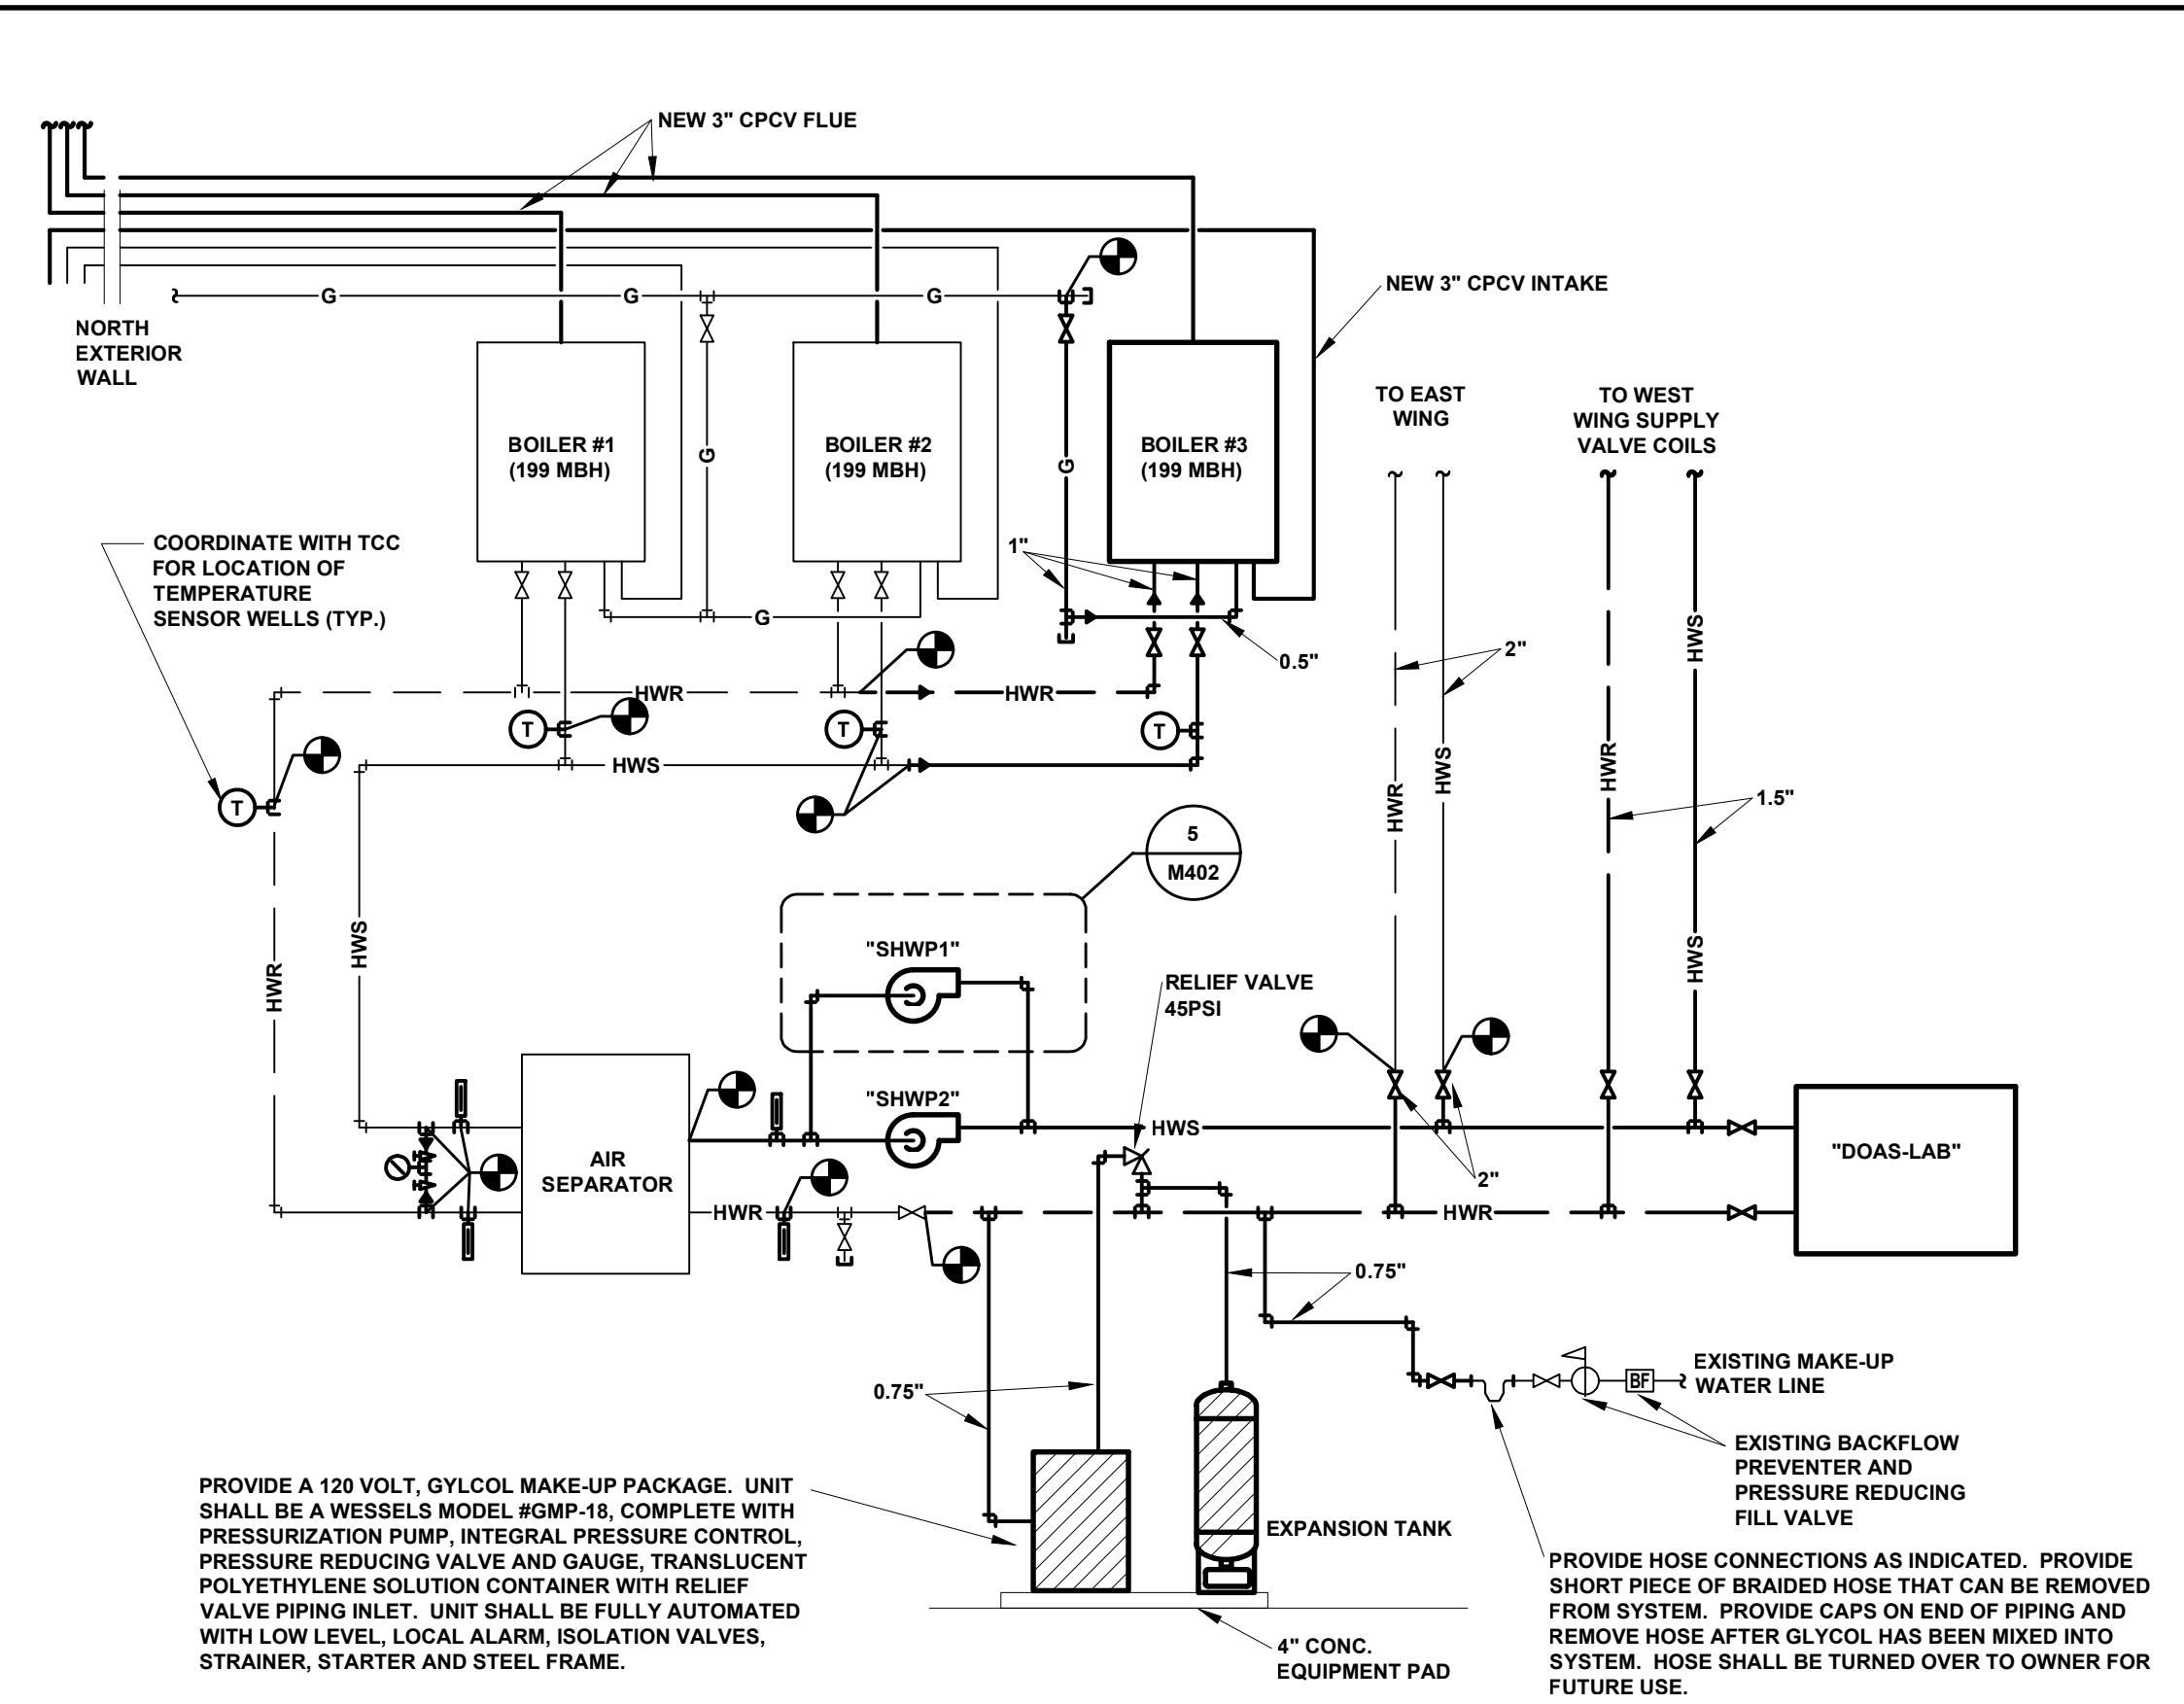 NEW 3" CPCV FLUE
NEW 3" CPCV INTAKE
G
G
G
NORTH
EXTERIOR
WALL
BOILER #1
(199 MBH)
G
BOILER #2
(199 MBH)
G
BOILER #3
(199 MBH)
TO EAST
WING
TO WEST
WING SUPPLY
VALVE COILS
COORDINATE WITH TCC
FOR LOCATION OF
TEMPERATURE
SENSOR WELLS (TYP.)
1"
G
0.5"
2"
HWS
HWR
HWR
T
T
T
HWS
T
HWR
HWS
HWR
1.5"
5
M402
HWR
HWS
"SHWP1"
HWS
RELIEF VALVE
45PSI
"SHWP2"
HWS
AIR
SEPARATOR
"DOAS-LAB"
2"
HWR
HWR
0.75"
0.75"
BF
EXISTING MAKE-UP
WATER LINE
EXISTING BACKFLOW
PREVENTER AND
PRESSURE REDUCING
FILL VALVE
PROVIDE A 120 VOLT, GYLCOL MAKE-UP PACKAGE. UNIT
SHALL BE A WESSELS MODEL #GMP-18, COMPLETE WITH
PRESSURIZATION PUMP, INTEGRAL PRESSURE CONTROL,
PRESSURE REDUCING VALVE AND GAUGE, TRANSLUCENT
POLYETHYLENE SOLUTION CONTAINER WITH RELIEF
VALVE PIPING INLET. UNIT SHALL BE FULLY AUTOMATED
WITH LOW LEVEL, LOCAL ALARM, ISOLATION VALVES,
STRAINER, STARTER AND STEEL FRAME.
EXPANSION TANK
4" CONC.
EQUIPMENT PAD
PROVIDE HOSE CONNECTIONS AS INDICATED. PROVIDE
SHORT PIECE OF BRAIDED HOSE THAT CAN BE REMOVED
FROM SYSTEM. PROVIDE CAPS ON END OF PIPING AND
REMOVE HOSE AFTER GLYCOL HAS BEEN MIXED INTO
SYSTEM. HOSE SHALL BE TURNED OVER TO OWNER FOR
FUTURE USE.